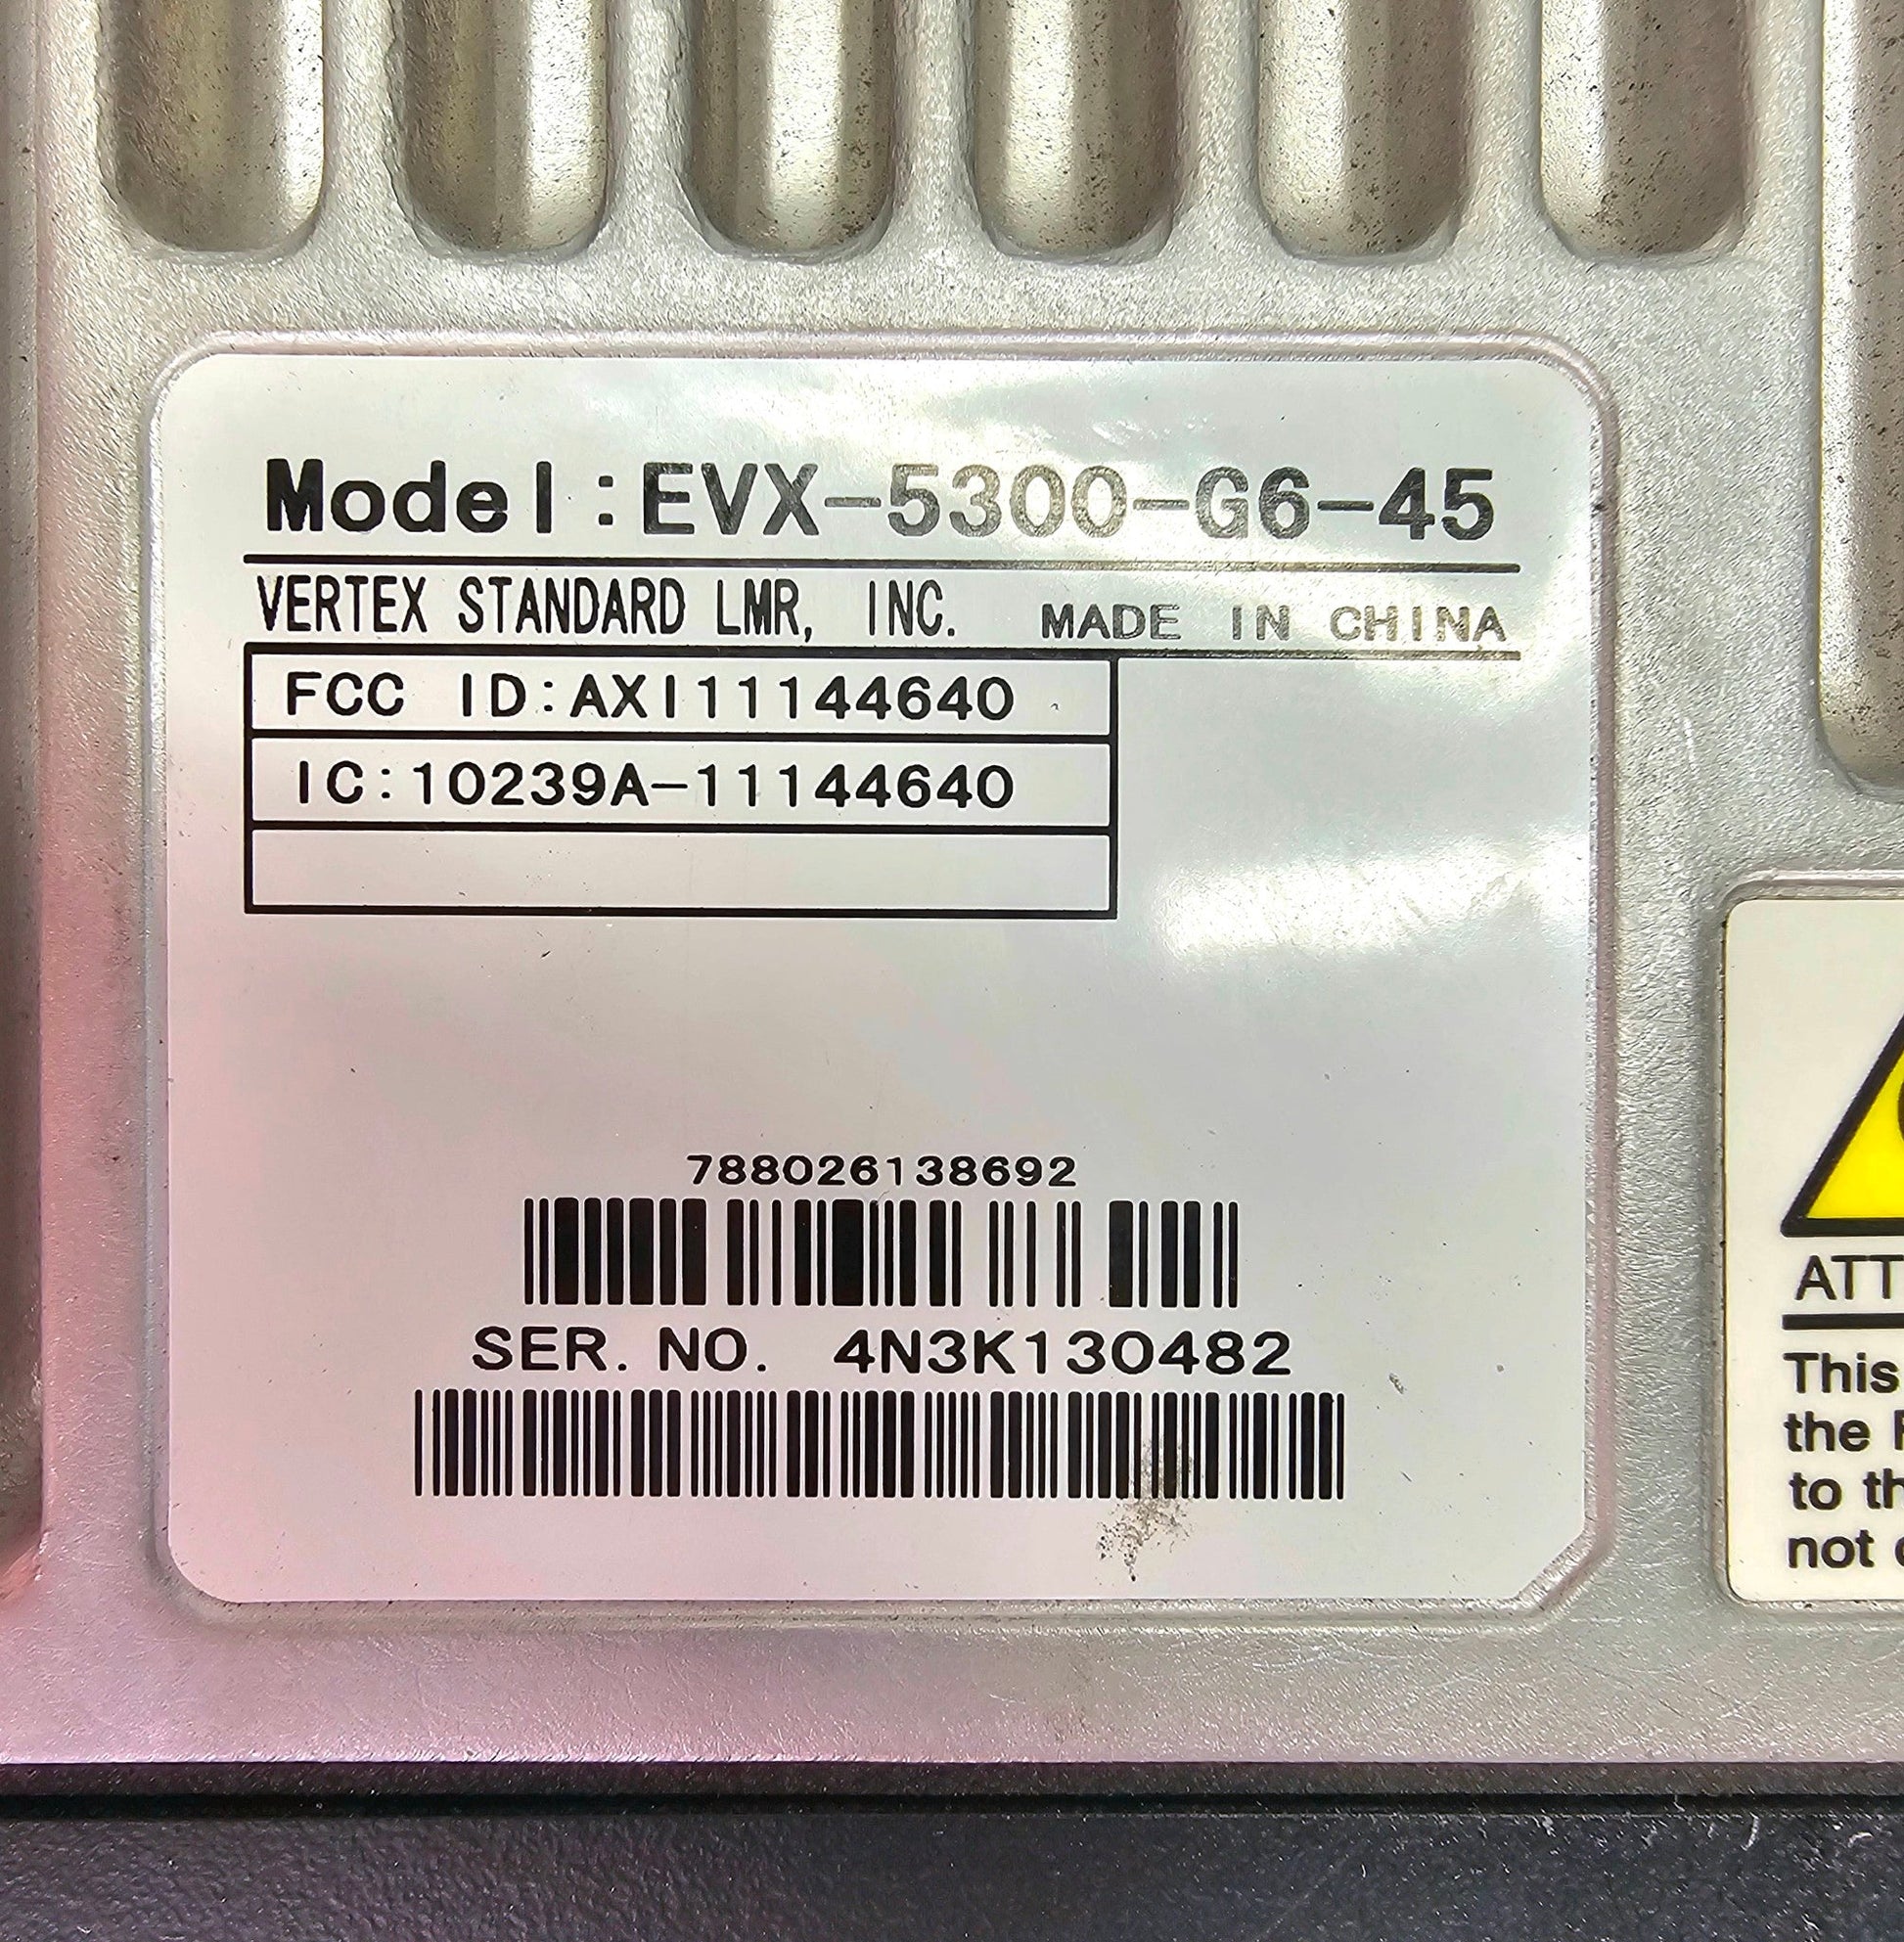 Model:EVX-5300-G6-45
VERTEX STANDARD LMR, INC. MADE IN CHINA
FCC ID:AXI11144640
IC:10239A-11144640
788026138692
SER. NO. 4N3K130482
ATT
This
the
to th
not